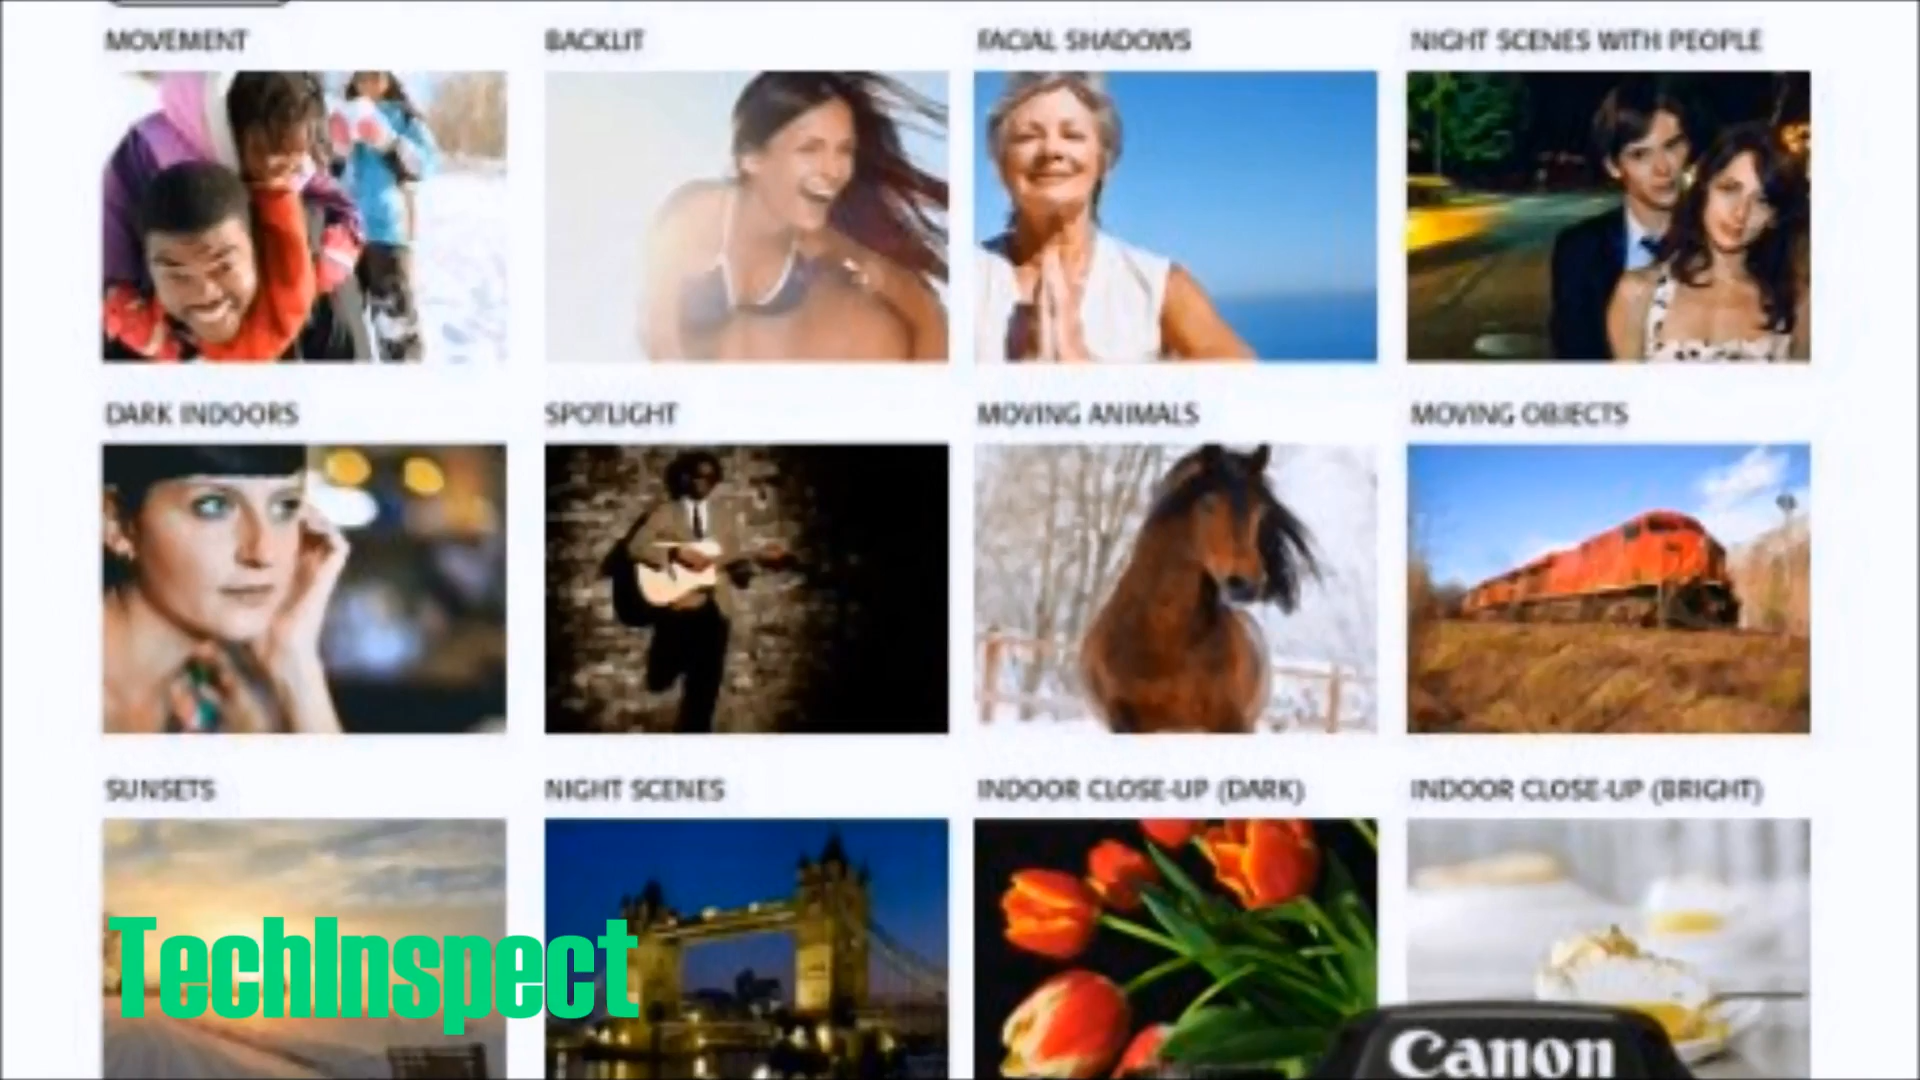 MOVEMENT
BACKLIT
FACIAL SHADOWS
NIGHT SCENES WITH PEOPLE
DARK INDOORS
SPOTLIGHT
MOVING ANIMALS
MOVING OBJECTS
SUNSETS
NIGHT SCENES
INDOOR CLOSE-UP (DARK)
INDOOR CLOSE-UP (BRIGHT)
TechInspect
Canon